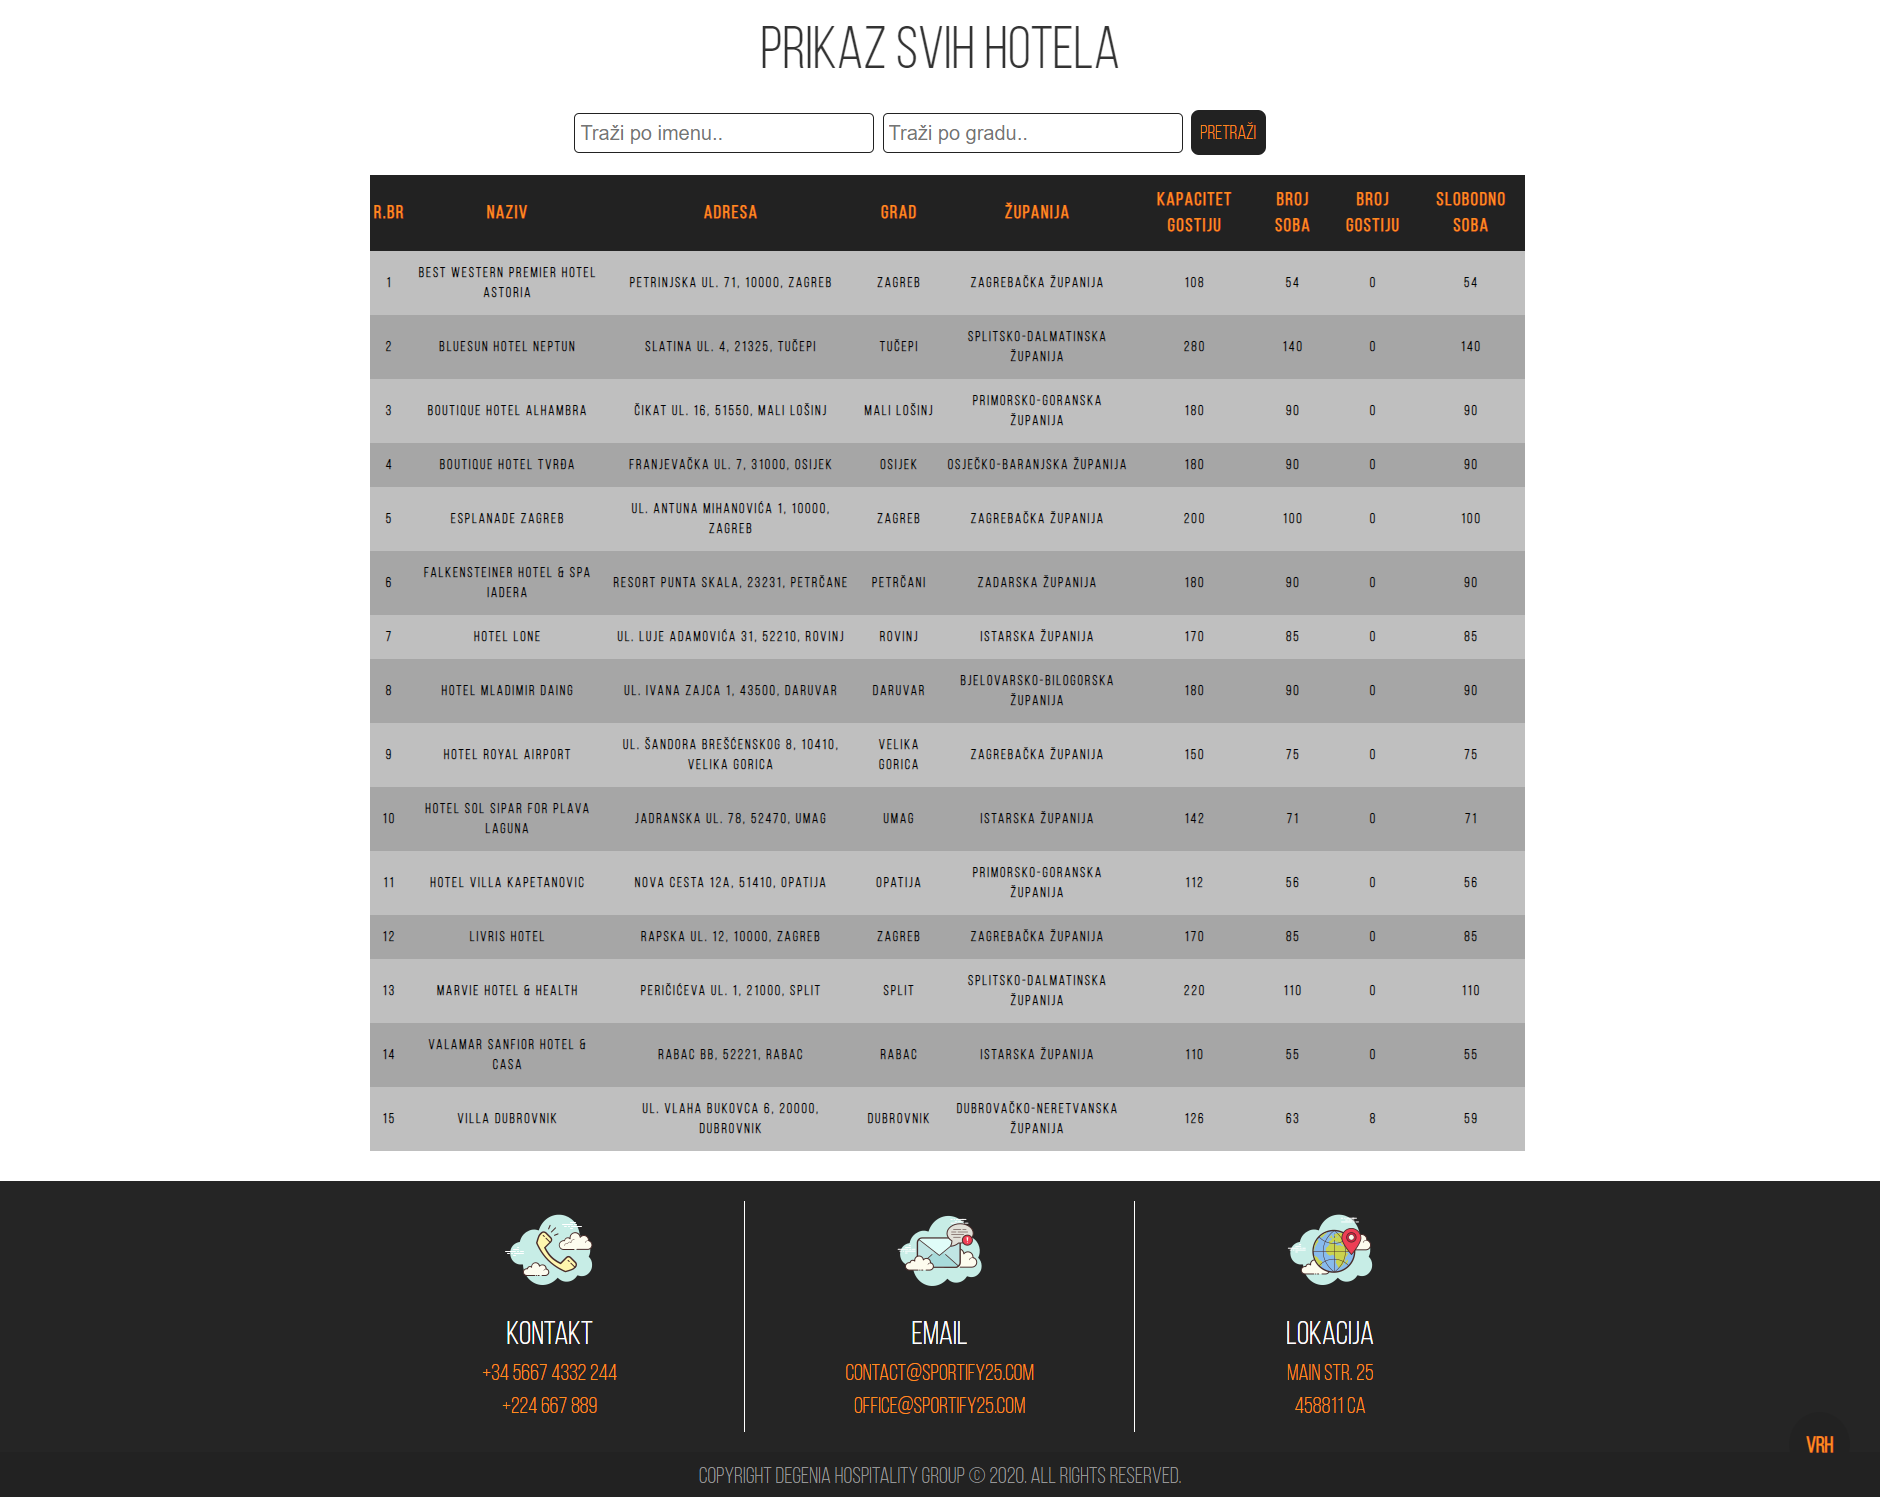 PRIKAZ SVIH HOTELA
Traži po imenu.. Traži po gradu.. PRETRAŽI
R.BR NAZIV ADRESA GRAD ŽUPANIJA KAPACITET GOSTIJU BROJ SOBA BROJ GOSTIJU SLOBODNO SOBA
1 BEST WESTERN PREMIER HOTEL ASTORIA PETRINJSKA UL. 71, 10000, ZAGREB ZAGREB ZAGREBAČKA ŽUPANIJA 108 54 0 54
2 BLUESUN HOTEL NEPTUN SLATINA UL. 4, 21325, TUČEPI TUČEPI SPLITSKO-DALMATINSKA ŽUPANIJA 280 140 0 140
3 BOUTIQUE HOTEL ALHAMBRA ČIKAT UL. 16, 51550, MALI LOŠINJ MALI LOŠINJ PRIMORSKO-GORANSKA ŽUPANIJA 180 90 0 90
4 BOUTIQUE HOTEL TVRĐA FRANJEVAČKA UL. 7, 31000, OSIJEK OSIJEK OSJEČKO-BARANJSKA ŽUPANIJA 180 90 0 90
5 ESPLANADE ZAGREB UL. ANTUNA MIHANOVIĆA 1, 10000, ZAGREB ZAGREB ZAGREBAČKA ŽUPANIJA 200 100 0 100
6 FALKENSTEINER HOTEL & SPA IADERA RESORT PUNTA SKALA, 23231, PETRČANE PETRČANI ZADARSKA ŽUPANIJA 180 90 0 90
7 HOTEL LONE UL. LUJE ADAMOVIĆA 31, 52210, ROVINJ ROVINJ ISTARSKA ŽUPANIJA 170 85 0 85
8 HOTEL MLADIMIR DAING UL. IVANA ZAJCA 1, 43500, DARUVAR DARUVAR BJELOVARSKO-BILOGORSKA ŽUPANIJA 180 90 0 90
9 HOTEL ROYAL AIRPORT UL. ŠANDORA BREŠĆENSKOG 8, 10410, VELIKA GORICA VELIKA GORICA ZAGREBAČKA ŽUPANIJA 150 75 0 75
10 HOTEL SOL SIPAR FOR PLAVA LAGUNA JADRANSKA UL. 78, 52470, UMAG UMAG ISTARSKA ŽUPANIJA 142 71 0 71
11 HOTEL VILLA KAPETANOVIC NOVA CESTA 12A, 51410, OPATIJA OPATIJA PRIMORSKO-GORANSKA ŽUPANIJA 112 56 0 56
12 LIVRIS HOTEL RAPSKA UL. 12, 10000, ZAGREB ZAGREB ZAGREBAČKA ŽUPANIJA 170 85 0 85
13 MARVIE HOTEL & HEALTH PERIČIĆEVA UL. 1, 21000, SPLIT SPLIT SPLITSKO-DALMATINSKA ŽUPANIJA 220 110 0 110
14 VALAMAR SANFIOR HOTEL & CASA RABAC BB, 52221, RABAC RABAC ISTARSKA ŽUPANIJA 110 55 0 55
15 VILLA DUBROVNIK UL. VLAHA BUKOVCA 6, 20000, DUBROVNIK DUBROVNIK DUBROVAČKO-NERETVANSKA ŽUPANIJA 126 63 8 59
KONTAKT
+34 5667 4332 244
+224 667 889
EMAIL
CONTACT@SPORTIFY25.COM
OFFICE@SPORTIFY25.COM
LOKACIJA
MAIN STR. 25
458811 CA
VRH
COPYRIGHT DEGENIA HOSPITALITY GROUP © 2020. ALL RIGHTS RESERVED.